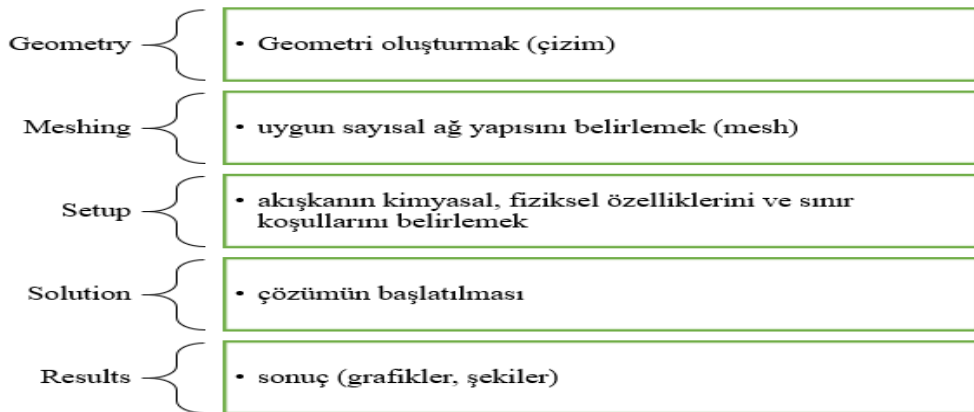 Geometry
• Geometri oluşturmak (çizim)
Meshing
• uygun sayısal ağ yapısını belirlemek (mesh)
Setup
• akışkanın kimyasal, fiziksel özelliklerini ve sınır
koşullarını belirlemek
Solution
• çözümün başlatılması
Results
• sonuç (grafikler, şekiler)